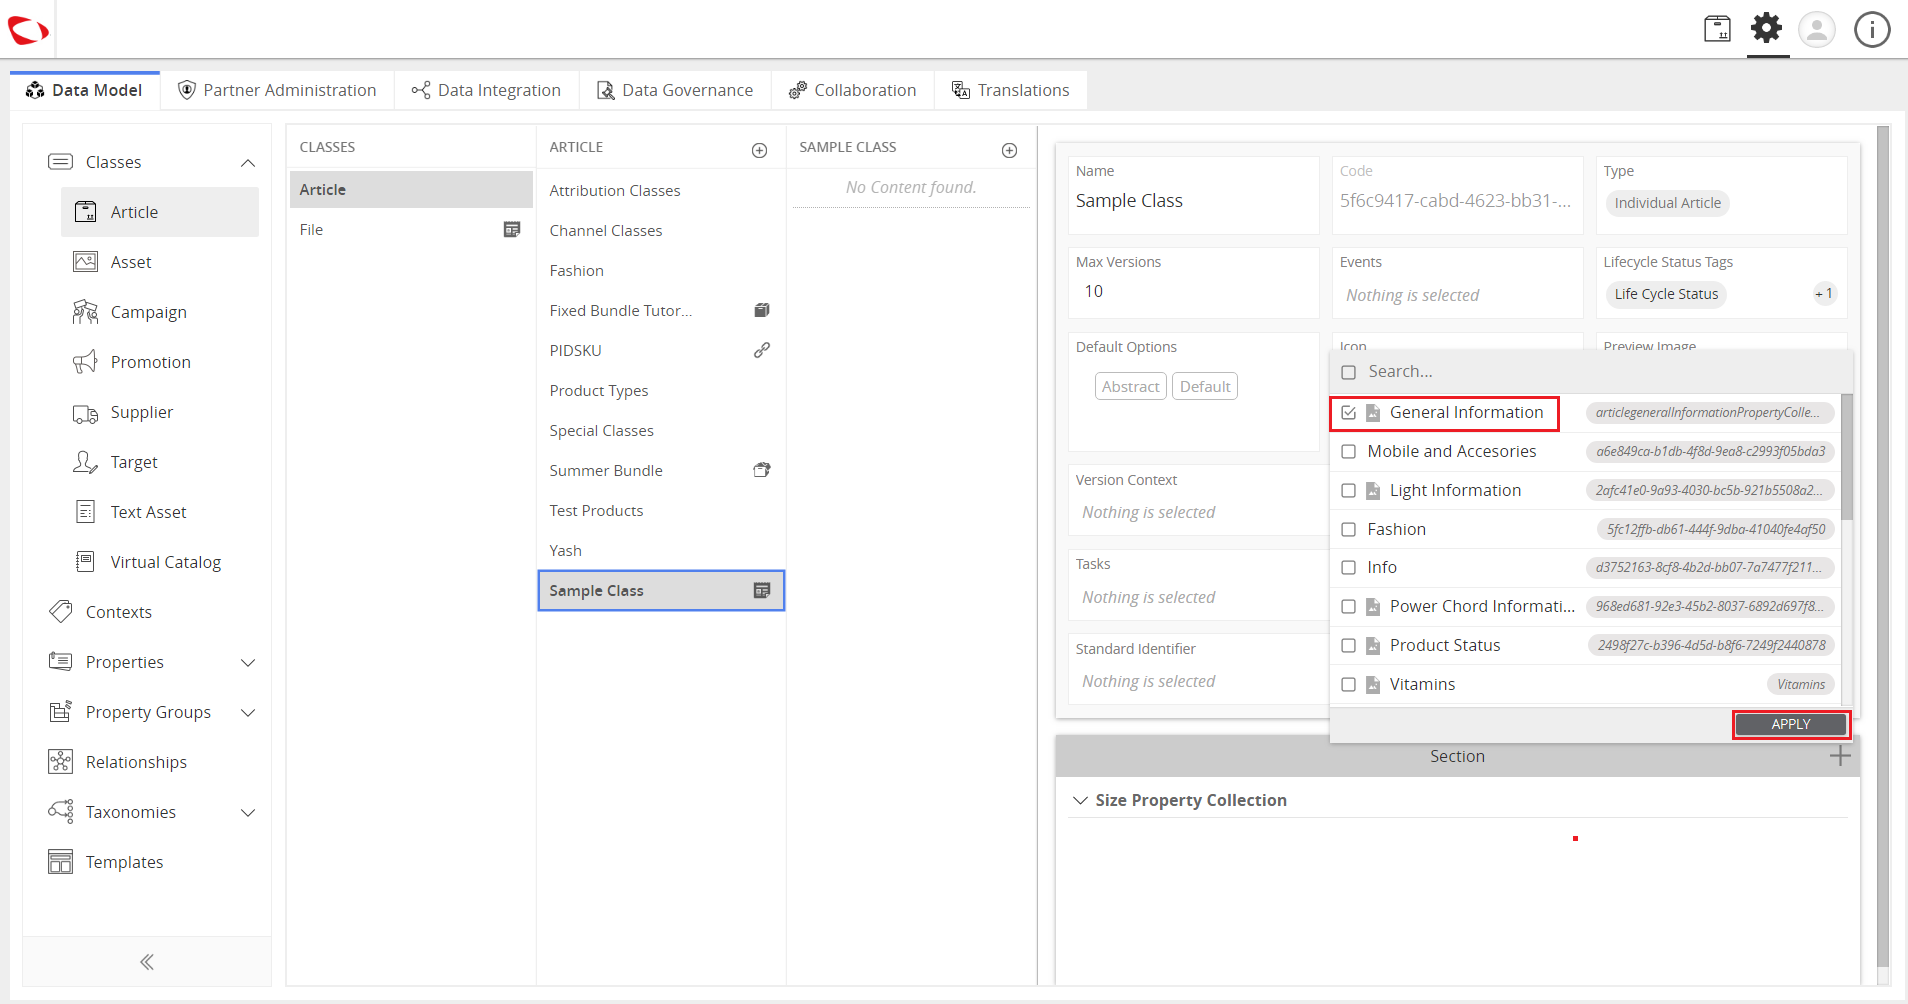 Data Model
Partner Administration
Data Integration
Data Governance
Collaboration
Translations
Classes
Article
Asset
Campaign
Promotion
Supplier
Target
Text Asset
Virtual Catalog
Contexts
Properties
Property Groups
Relationships
Taxonomies
Templates
CLASSES
Article
File
ARTICLE
Attribution Classes
Channel Classes
Fashion
Fixed Bundle Tutor...
PIDSKU
Product Types
Special Classes
Summer Bundle
Test Products
Yash
Sample Class
SAMPLE CLASS
No Content found.
Name
Sample Class
Code
5f6c9417-cabd-4623-bb31-...
Type
Individual Article
Max Versions
10
Events
Nothing is selected
Lifecycle Status Tags
Life Cycle Status
+1
Default Options
Abstract
Default
Icon
Preview Image
Version Context
Nothing is selected
Tasks
Nothing is selected
Standard Identifier
Nothing is selected
Search...
General Information
articlegeneralInformationPropertyColle...
Mobile and Accesories
a6e849ca-b1db-4f8d-9ea8-c2993f05bda3
Light Information
2afc41e0-9a93-4030-bc5b-921b5508a2...
Fashion
5fc12ffb-db61-444f-9dba-41040fe4af50
Info
d3752163-8cf8-4b2d-bb07-7a7477f211...
Power Chord Informati...
968ed681-92e3-45b2-8037-6892d697f8...
Product Status
2498f27c-b396-4d5d-b8f6-7249f2440878
Vitamins
Vitamins
APPLY
Section
Size Property Collection